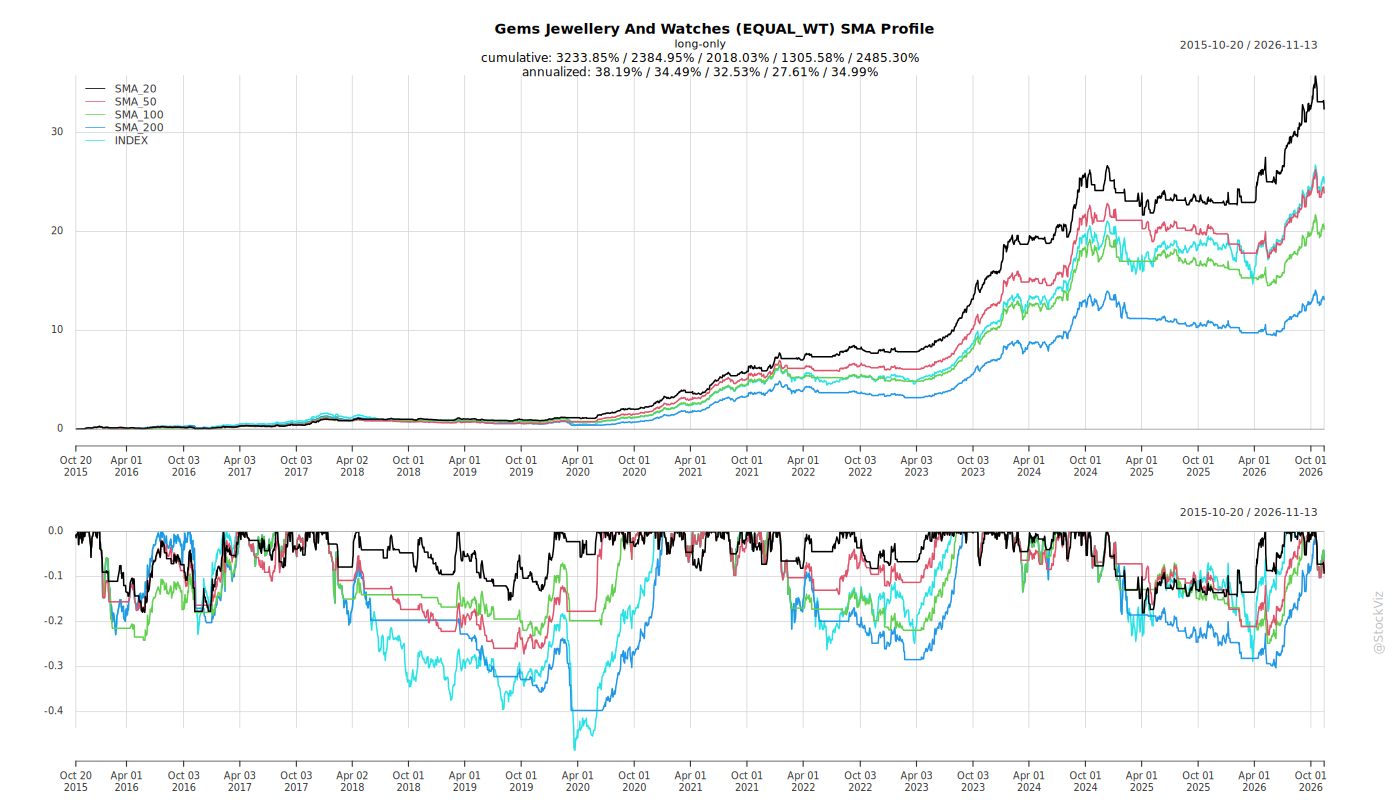 Gems Jewellery And Watches (EQUAL_WT) SMA Profile
long-only
2015-10-20 / 2026-11-13
cumulative: 3233.85% / 2384.95% / 2018.03% / 1305.58% / 2485.30%
annualized: 38.19% / 34.49% / 32.53% / 27.61% / 34.99%
SMA_20
SMA_50
SMA_100
SMA_200
INDEX
30
20
10
0
Oct 20 Apr 01 Oct 03 Apr 03 Oct 03 Apr 02 Oct 01 Apr 01 Oct 01 Apr 01 Oct 01 Apr 01 Oct 01 Apr 01 Oct 03 Apr 03 Oct 03 Apr 01 Oct 01 Apr 01 Oct 01 Apr 01 Oct 01
2015 2016 2016 2017 2017 2018 2018 2019 2019 2020 2020 2021 2021 2022 2022 2023 2023 2024 2024 2025 2025 2026 2026
2015-10-20 / 2026-11-13
0.0
-0.1
-0.2
-0.3
-0.4
Oct 20 Apr 01 Oct 03 Apr 03 Oct 03 Apr 02 Oct 01 Apr 01 Oct 01 Apr 01 Oct 01 Apr 01 Oct 01 Apr 01 Oct 03 Apr 03 Oct 03 Apr 01 Oct 01 Apr 01 Oct 01 Apr 01 Oct 01
2015 2016 2016 2017 2017 2018 2018 2019 2019 2020 2020 2021 2021 2022 2022 2023 2023 2024 2024 2025 2025 2026 2026
@StockViz